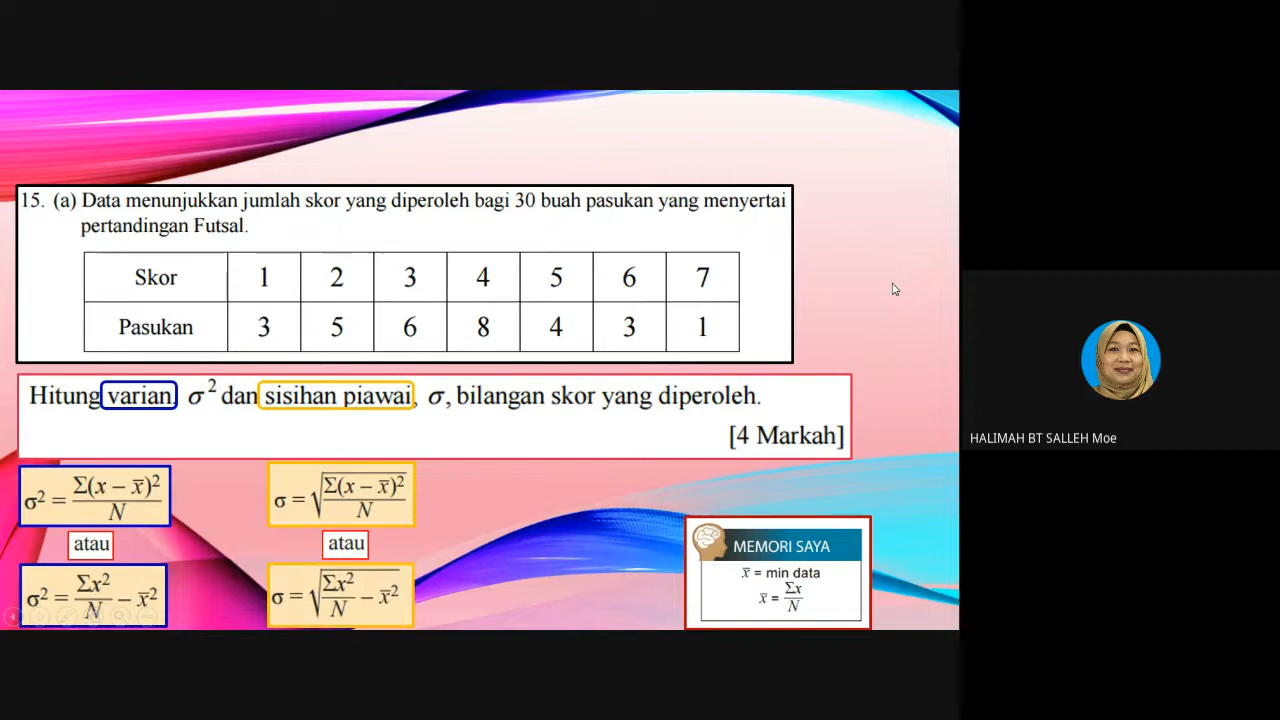 15. (a) Data menunjukkan jumlah skor yang diperoleh bagi 30 buah pasukan yang menyertai
pertandingan Futsal.
Skor 1 2 3 4 5 6 7
Pasukan 3 5 6 8 4 3 1
Hitung varian, σ² dan sisihan piawai, σ, bilangan skor yang diperoleh.
[4 Markah]
σ² = Σ(x − x̄)² / N
σ = √(Σ(x − x̄)² / N)
atau
atau
σ² = Σx² / N − x̄²
σ = √(Σx² / N − x̄²)
MEMORI SAYA
x̄ = min data
x̄ = Σx / N
HALIMAH BT SALLEH Moe